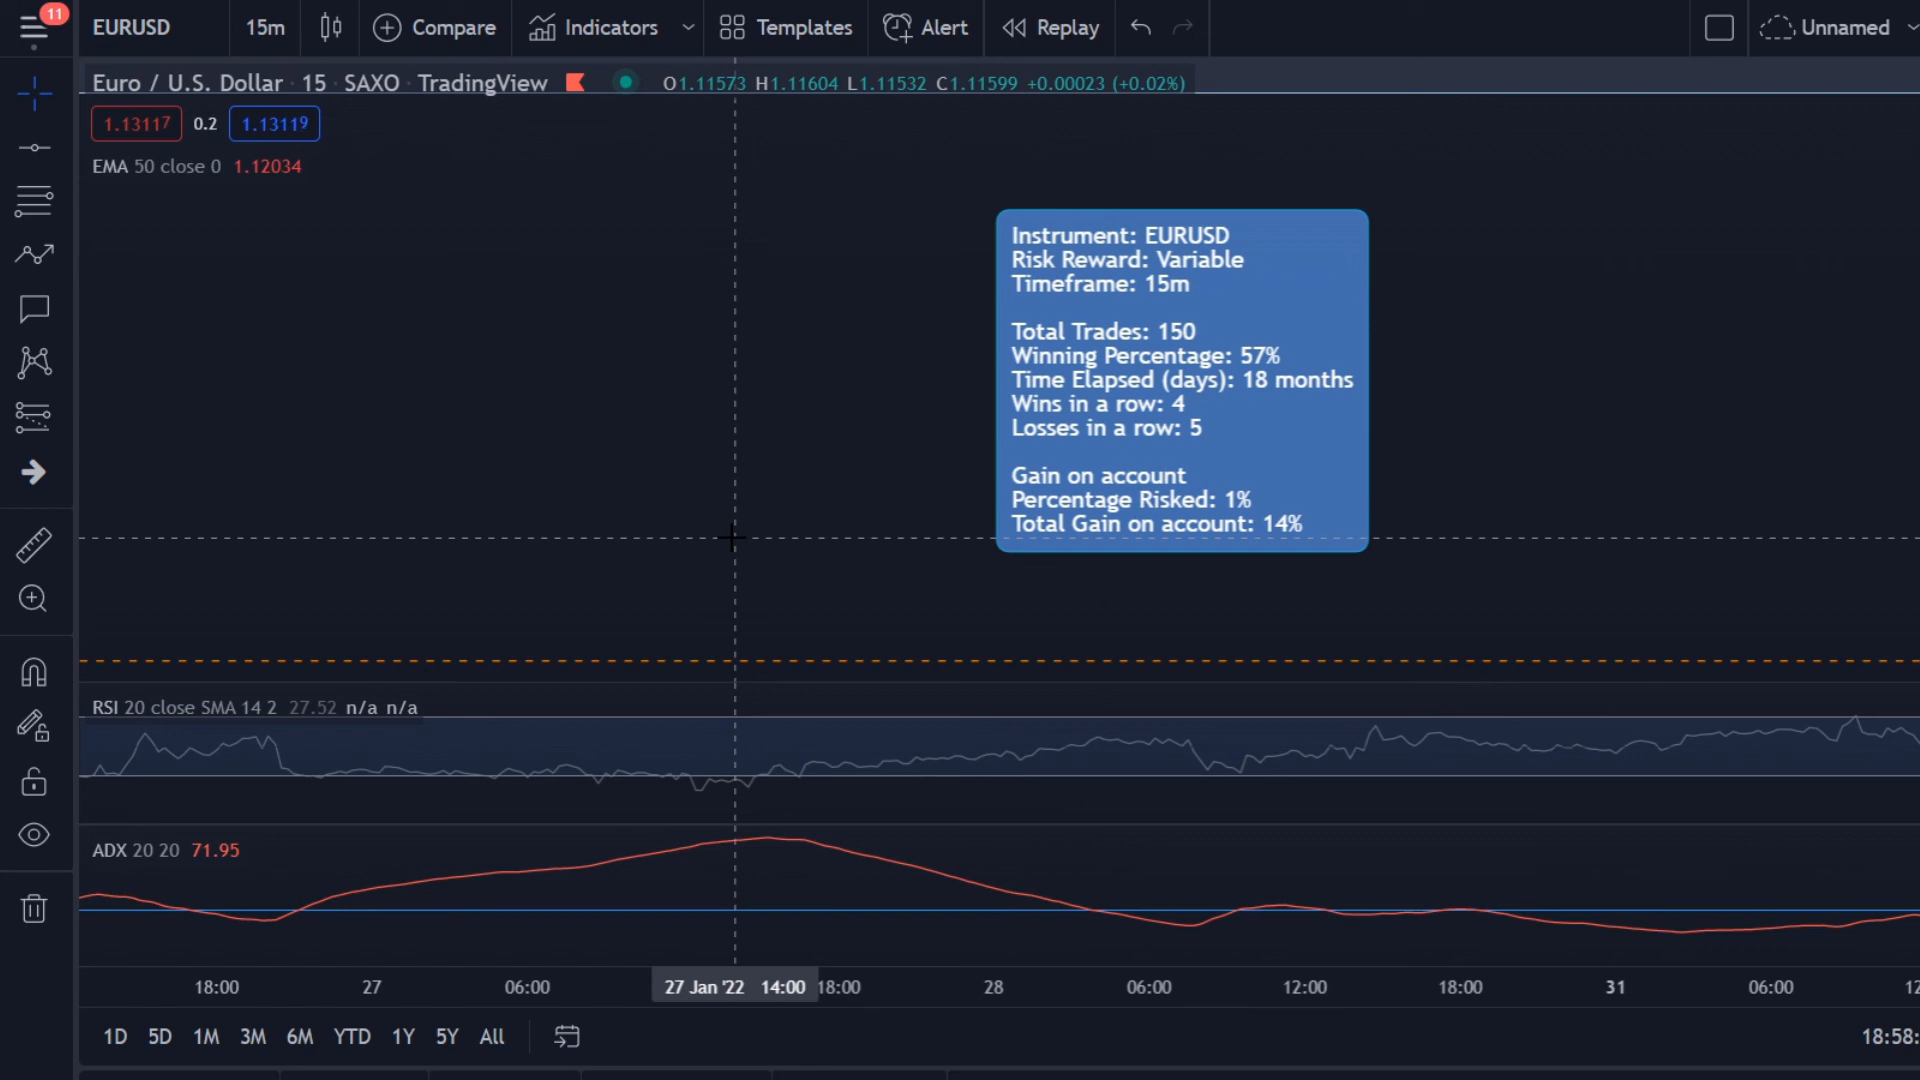 11
EURUSD 15m Compare Indicators Templates Alert Replay Unnamed
Euro / U.S. Dollar · 15 · SAXO · TradingView O1.11573 H1.11604 L1.11532 C1.11599 +0.00023 (+0.02%)
1.13117 0.2 1.13119
EMA 50 close 0 1.12034
Instrument: EURUSD
Risk Reward: Variable
Timeframe: 15m
Total Trades: 150
Winning Percentage: 57%
Time Elapsed (days): 18 months
Wins in a row: 4
Losses in a row: 5
Gain on account
Percentage Risked: 1%
Total Gain on account: 14%
RSI 20 close SMA 14 2 27.52 n/a n/a
ADX 20 20 71.95
18:00 27 06:00 27 Jan '22 14:00 18:00 28 06:00 12:00 18:00 31 06:00 12
1D 5D 1M 3M 6M YTD 1Y 5Y All 18:58: